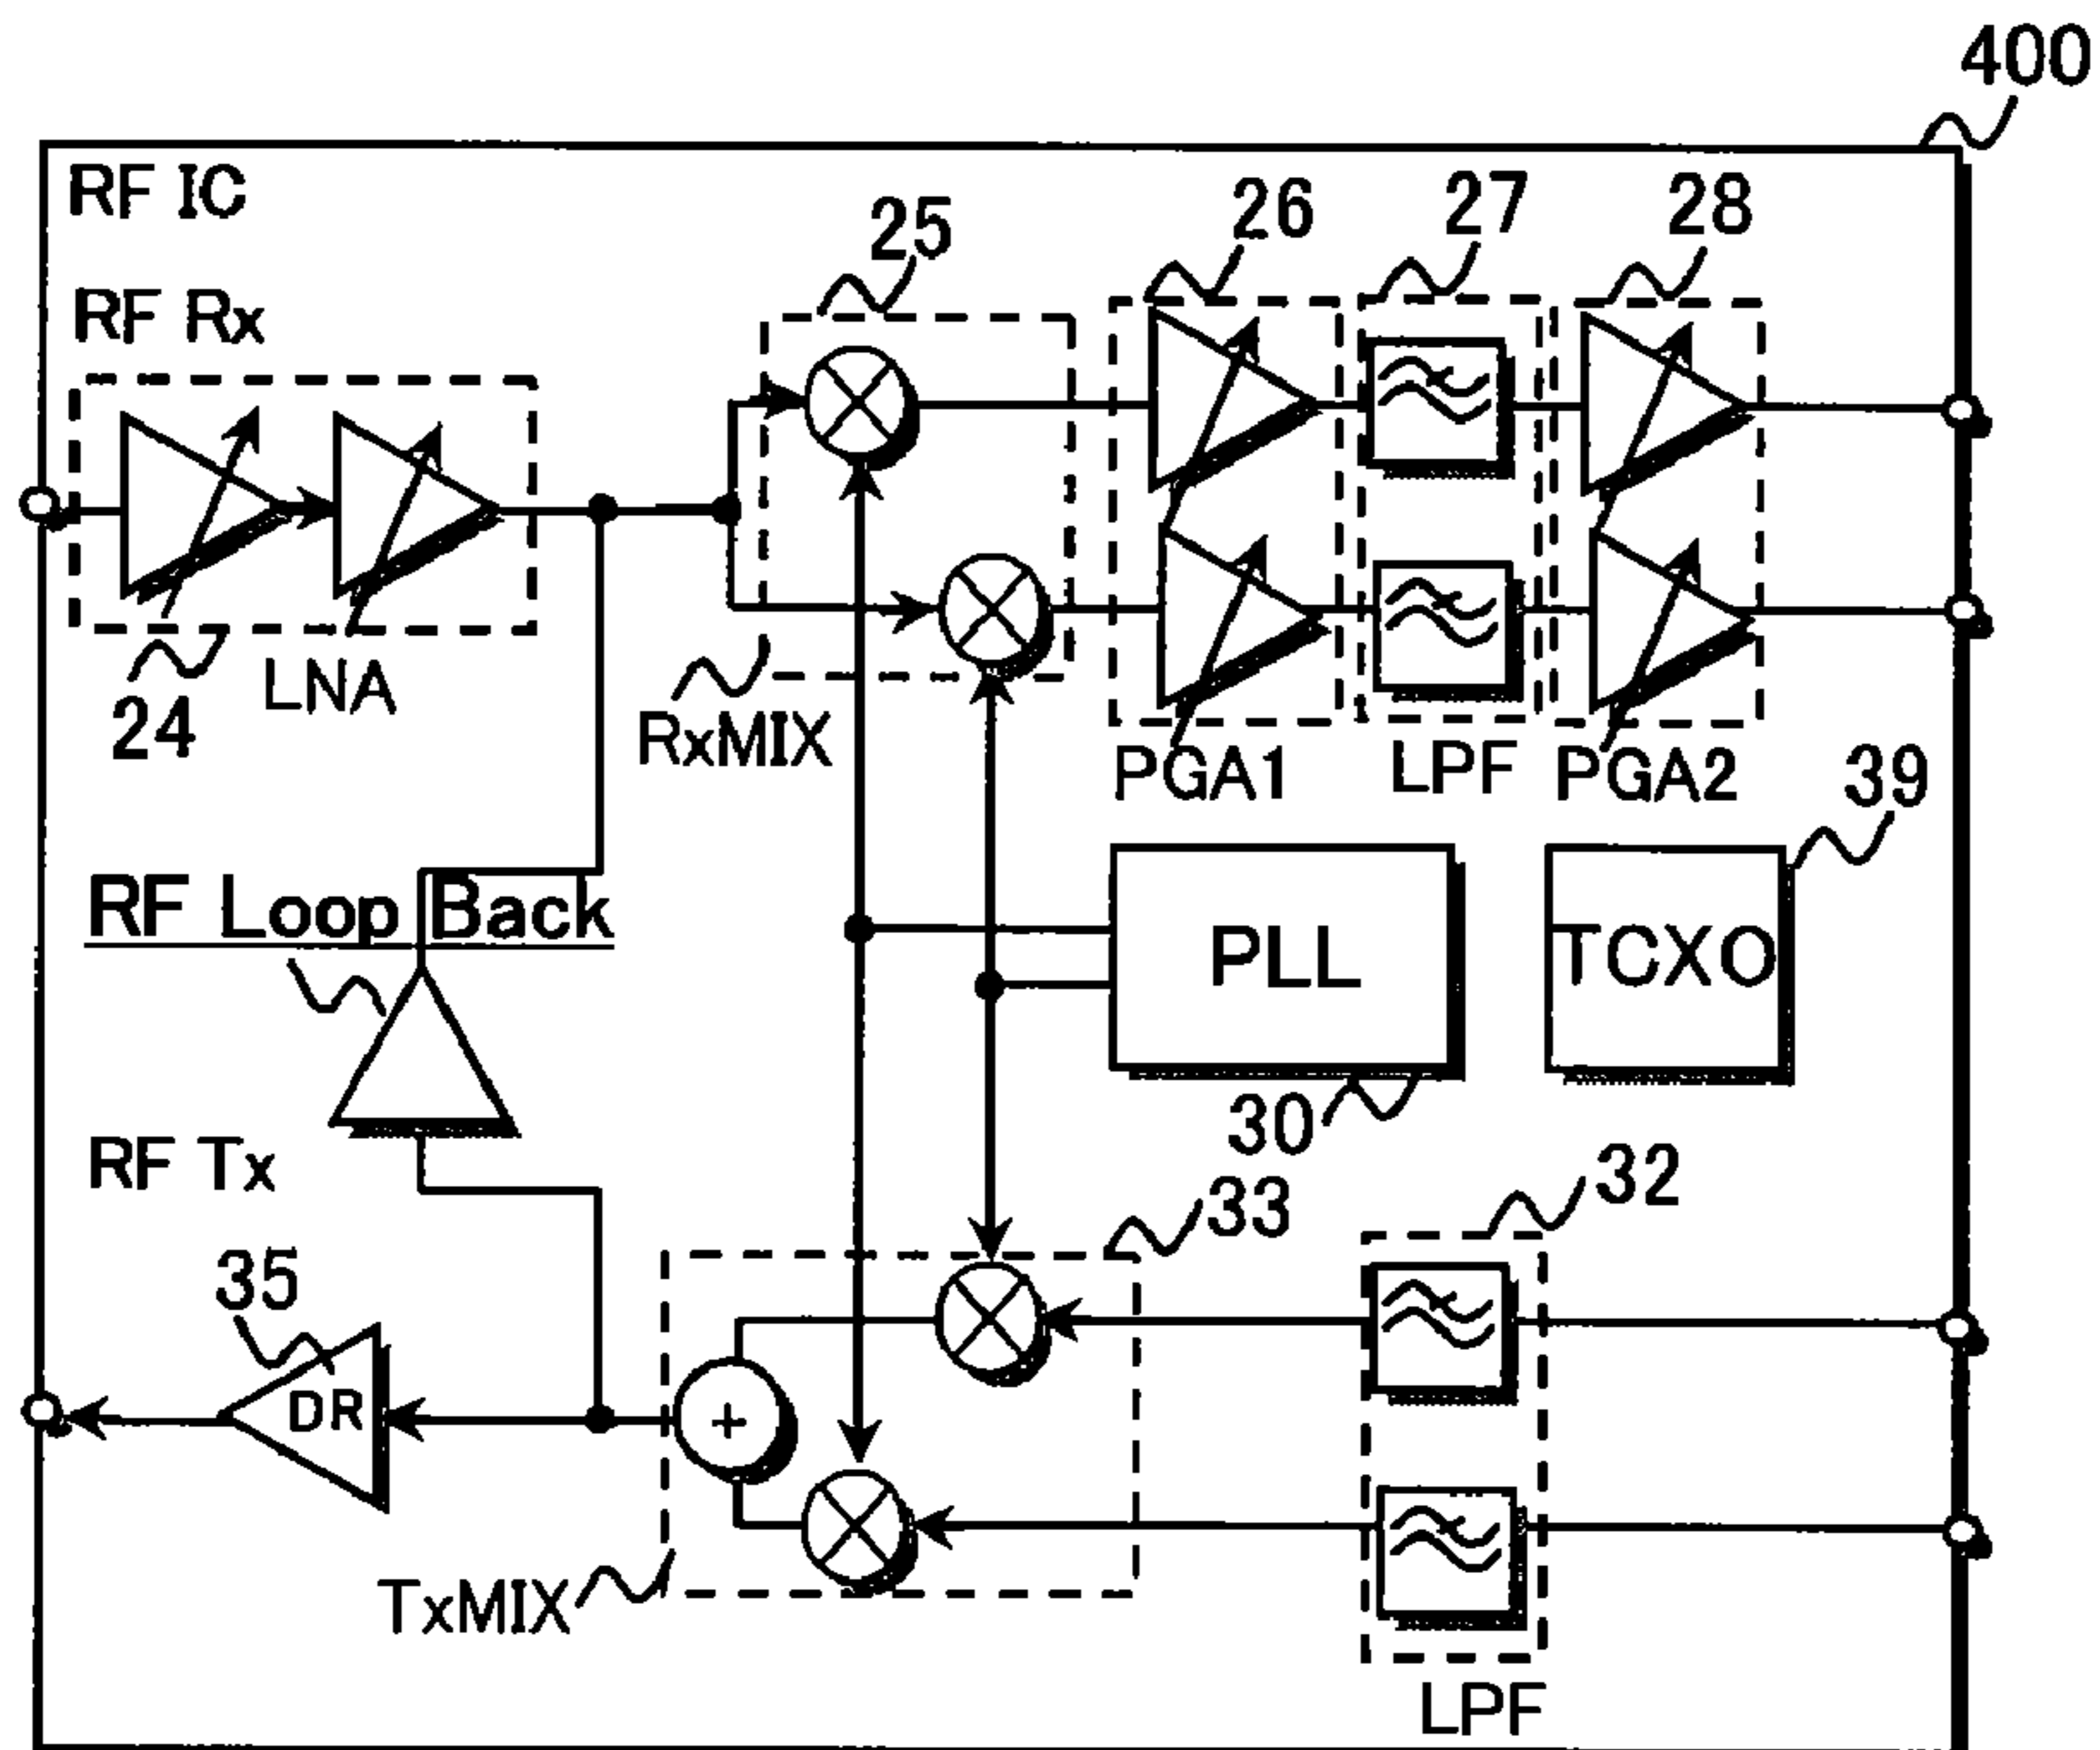 400
RF IC
25
26
27
28
RF Rx
24
LNA
RxMIX
PGA1
LPF
PGA2
39
RF Loop Back
PLL
TCXO
30
RF Tx
33
32
35
DR
+
TxMIX
LPF